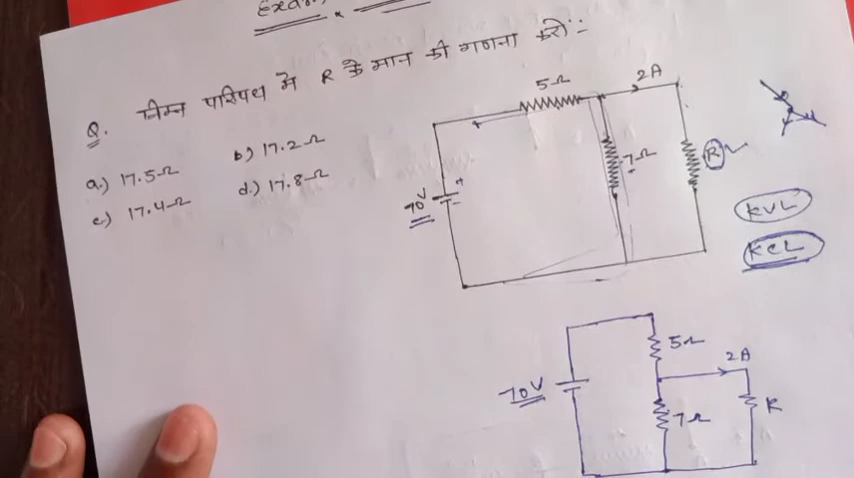 Exam
Q. निम्न परिपथ में R के मान की गणना करो :-
a.) 17.5Ω b.) 17.2Ω
c) 17.4Ω d.) 17.8Ω
5Ω 2A
7Ω R
70V + -
KVL
KCL
5Ω
2A
70V
7Ω R